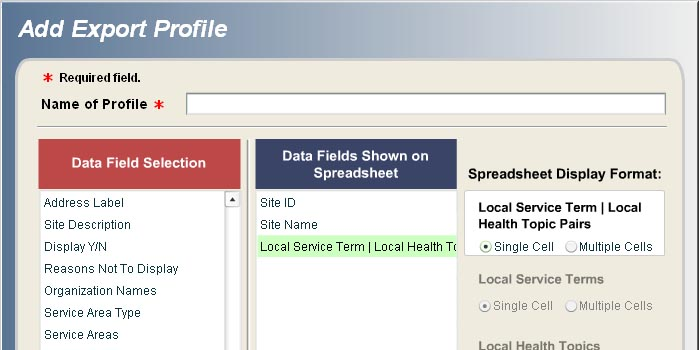 Add Export Profile
* Required field.
Name of Profile *
Data Field Selection
Address Label
Site Description
Display Y/N
Reasons Not To Display
Organization Names
Service Area Type
Service Areas
Data Fields Shown on
Spreadsheet
Site ID
Site Name
Local Service Term | Local Health To
Spreadsheet Display Format:
Local Service Term | Local
Health Topic Pairs
Single Cell Multiple Cells
Local Service Terms
Single Cell Multiple Cells
Local Health Topics